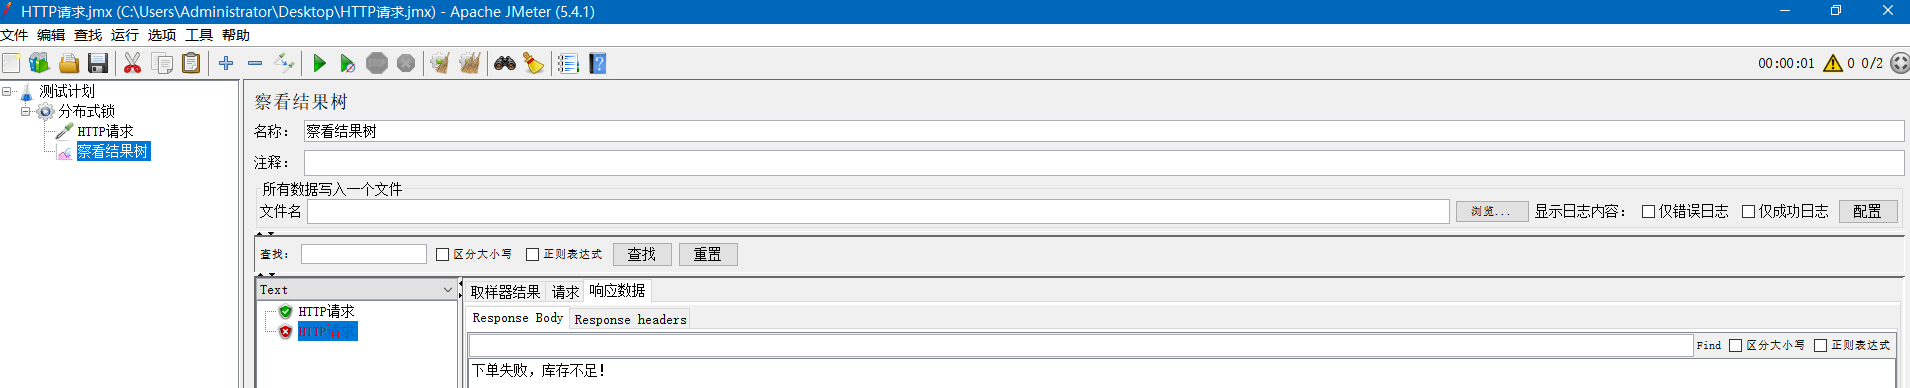 HTTP请求.jmx (C:\Users\Administrator\Desktop\HTTP请求.jmx) - Apache JMeter (5.4.1)
文件 编辑 查找 运行 选项 工具 帮助
STOP
00:00:01 0 0/2
测试计划
分布式锁
HTTP请求
察看结果树
察看结果树
名称: 察看结果树
注释:
所有数据写入一个文件
文件名 浏览... 显示日志内容: 仅错误日志 仅成功日志 配置
查找: 区分大小写 正则表达式 查找 重置
Text
HTTP请求
HTTP请求
取样器结果 请求 响应数据
Response Body Response headers
Find 区分大小写 正则表达式
下单失败，库存不足!